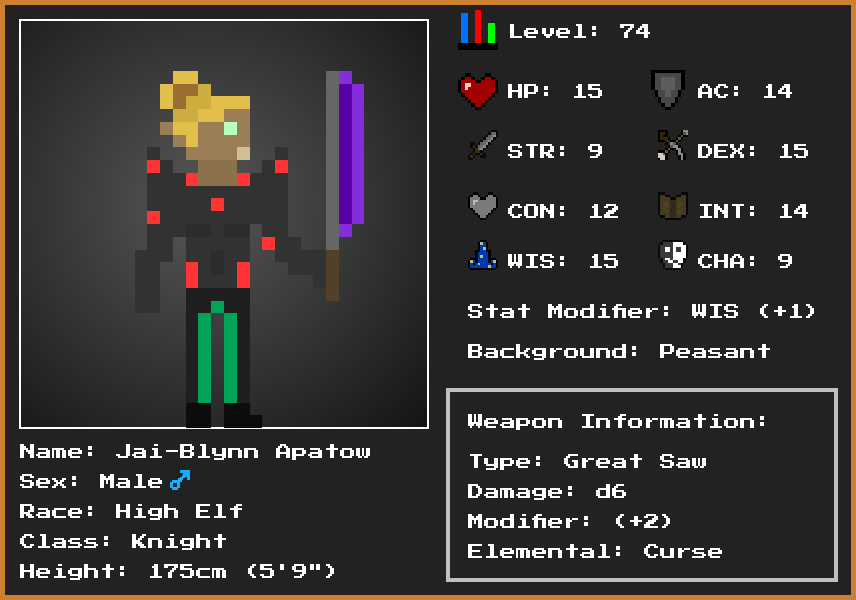 Level: 74
HP: 15
AC: 14
STR: 9
DEX: 15
CON: 12
INT: 14
WIS: 15
CHA: 9
Stat Modifier: WIS (+1)
Background: Peasant
Weapon Information:
Type: Great Saw
Damage: d6
Modifier: (+2)
Elemental: Curse
Name: Jai-Blynn Apatow
Sex: Male ♂
Race: High Elf
Class: Knight
Height: 175cm (5'9")